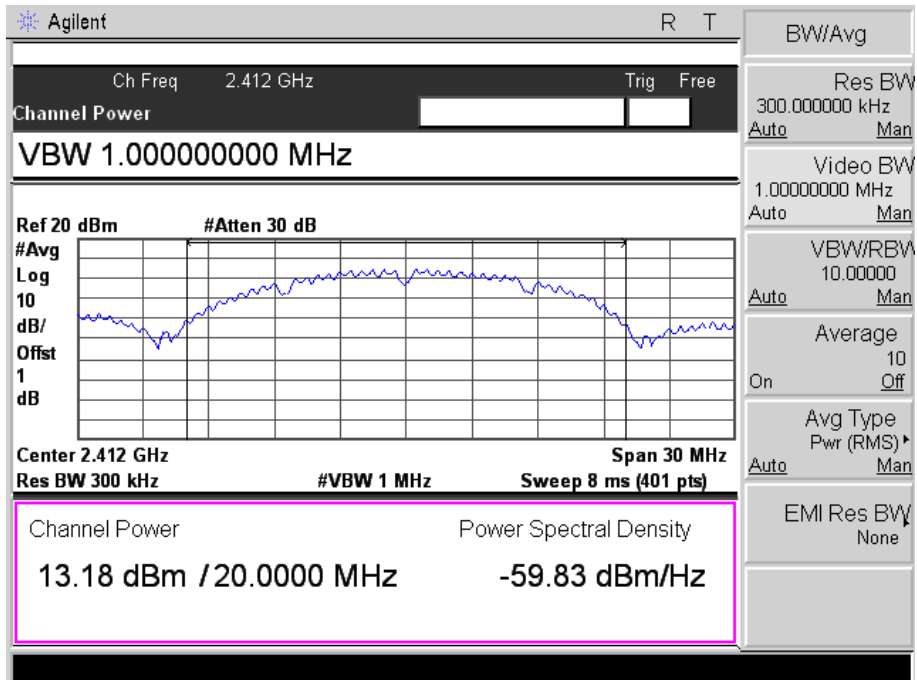 Agilent
R T
Ch Freq 2.412 GHz Trig Free
Channel Power
VBW 1.000000000 MHz
Ref 20 dBm #Atten 30 dB
#Avg
Log
10
dB/
Offst
1
dB
Center 2.412 GHz Span 30 MHz
Res BW 300 kHz #VBW 1 MHz Sweep 8 ms (401 pts)
Channel Power Power Spectral Density
13.18 dBm / 20.0000 MHz -59.83 dBm/Hz
BW/Avg
Res BW
300.000000 kHz
Auto Man
Video BW
1.00000000 MHz
Auto Man
VBW/RBW
10.00000
Auto Man
Average
10
On Off
Avg Type
Pwr (RMS)
Auto Man
EMI Res BW
None